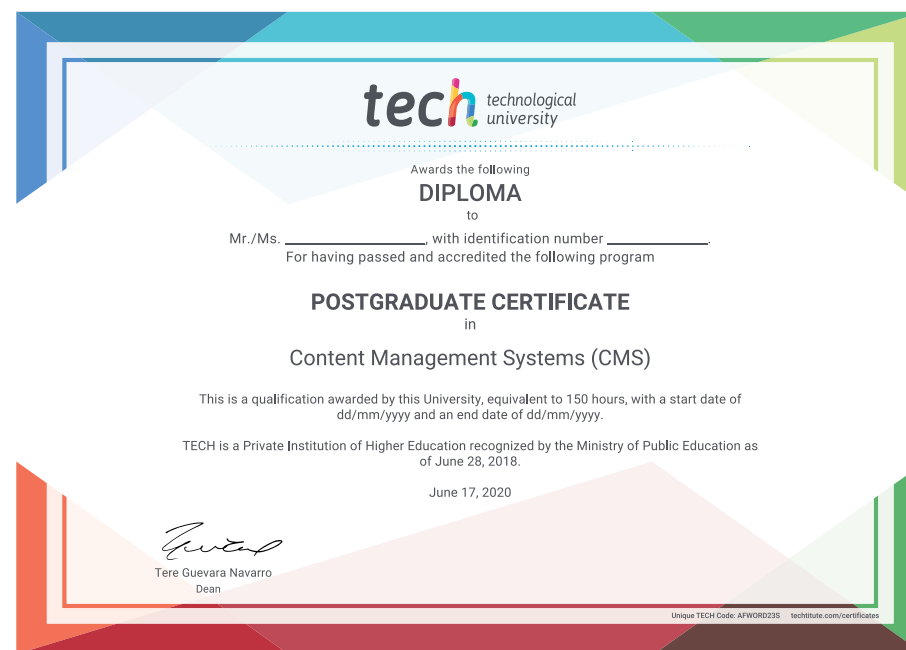 tech technological
university
Awards the following
DIPLOMA
to
Mr./Ms. ____________, with identification number ____________.
For having passed and accredited the following program
POSTGRADUATE CERTIFICATE
in
Content Management Systems (CMS)
This is a qualification awarded by this University, equivalent to 150 hours, with a start date of
dd/mm/yyyy and an end date of dd/mm/yyyy.
TECH is a Private Institution of Higher Education recognized by the Ministry of Public Education as
of June 28, 2018.
June 17, 2020
Tere Guevara Navarro
Dean
Unique TECH Code: AFWORD23S techtitute.com/certificates